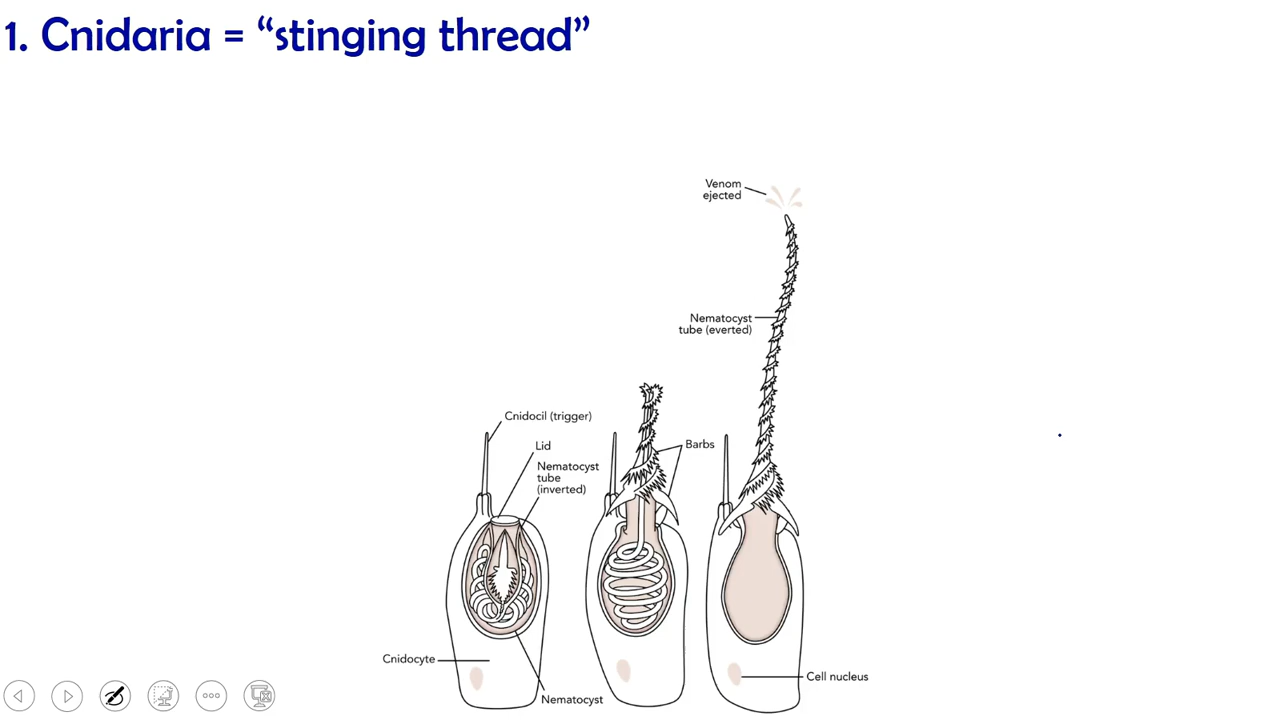 1. Cnidaria = “stinging thread”
Venom
ejected
Nematocyst
tube (everted)
Cnidocil (trigger)
Lid
Nematocyst
tube
(inverted)
Barbs
Cnidocyte
Nematocyst
Cell nucleus